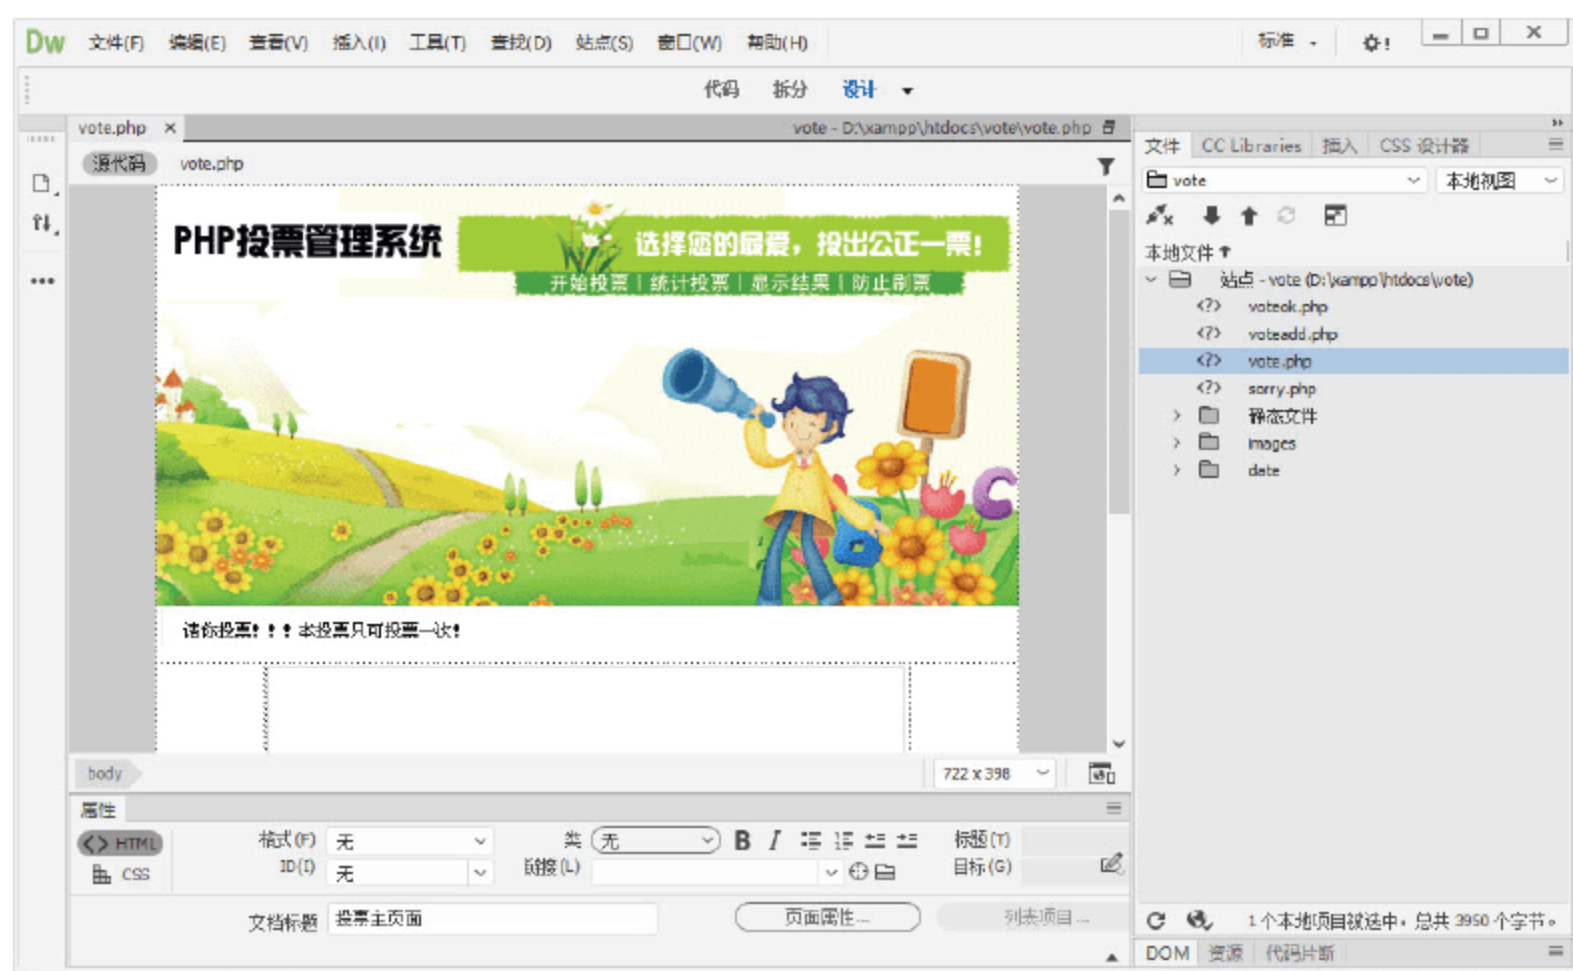 Dw 文件(F) 编辑(E) 查看(V) 插入(I) 工具(T) 查找(D) 站点(S) 窗口(W) 帮助(H) 标准
代码 拆分 设计
vote.php × vote - D:\xampp\htdocs\vote\vote.php
源代码 vote.php
PHP投票管理系统
选择您的最爱，投出公正一票!
开始投票 | 统计投票 | 显示结果 | 防止刷票
请你投票！！！本投票只可投票一次！
body
722 x 398
属性
<> HTML
CSS
格式(F) 无
类 无
B I
标题(T)
ID(I) 无
链接(L)
目标(G)
文档标题 投票主页面
页面属性...
列表项目...
文件 CC Libraries 插入 CSS 设计器
vote
本地视图
本地文件
站点 - vote (D:\xampp\htdocs\vote)
<?> voteok.php
<?> voteadd.php
<?> vote.php
<?> sorry.php
静态文件
images
date
1 个本地项目被选中，总共 3950 个字节。
DOM 资源 代码片断